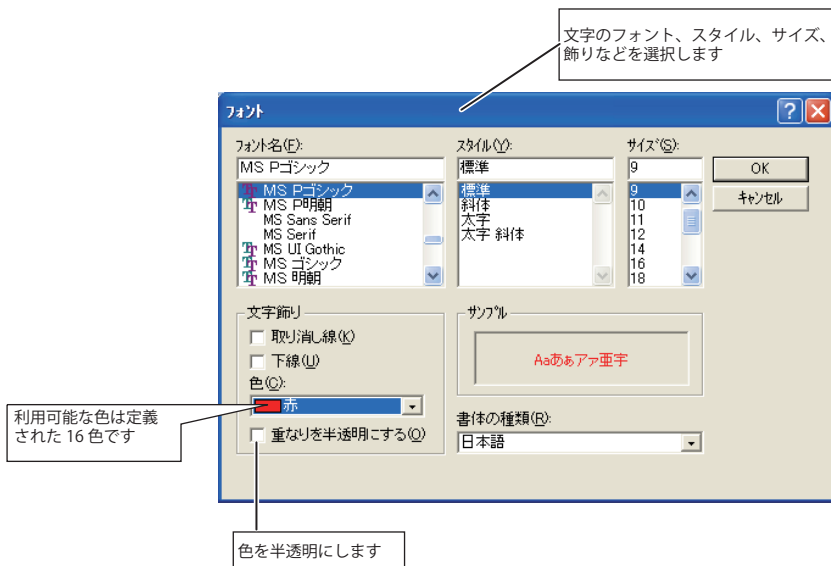 文字のフォント、スタイル、サイズ、
飾りなどを選択します
フォント
フォント名(F):
スタイル(Y):
サイズ(S):
MS Pゴシック
標準
9
OK
キャンセル
MS Pゴシック
MS P明朝
MS Sans Serif
MS Serif
MS UI Gothic
MS ゴシック
MS 明朝
標準
斜体
太字
太字 斜体
9
10
11
12
14
16
18
文字飾り
取り消し線(K)
下線(U)
色(C):
赤
重なりを半透明にする(O)
サンプル
Aaあぁアァ亜宇
書体の種類(R):
日本語
利用可能な色は定義
された 16 色です
色を半透明にします